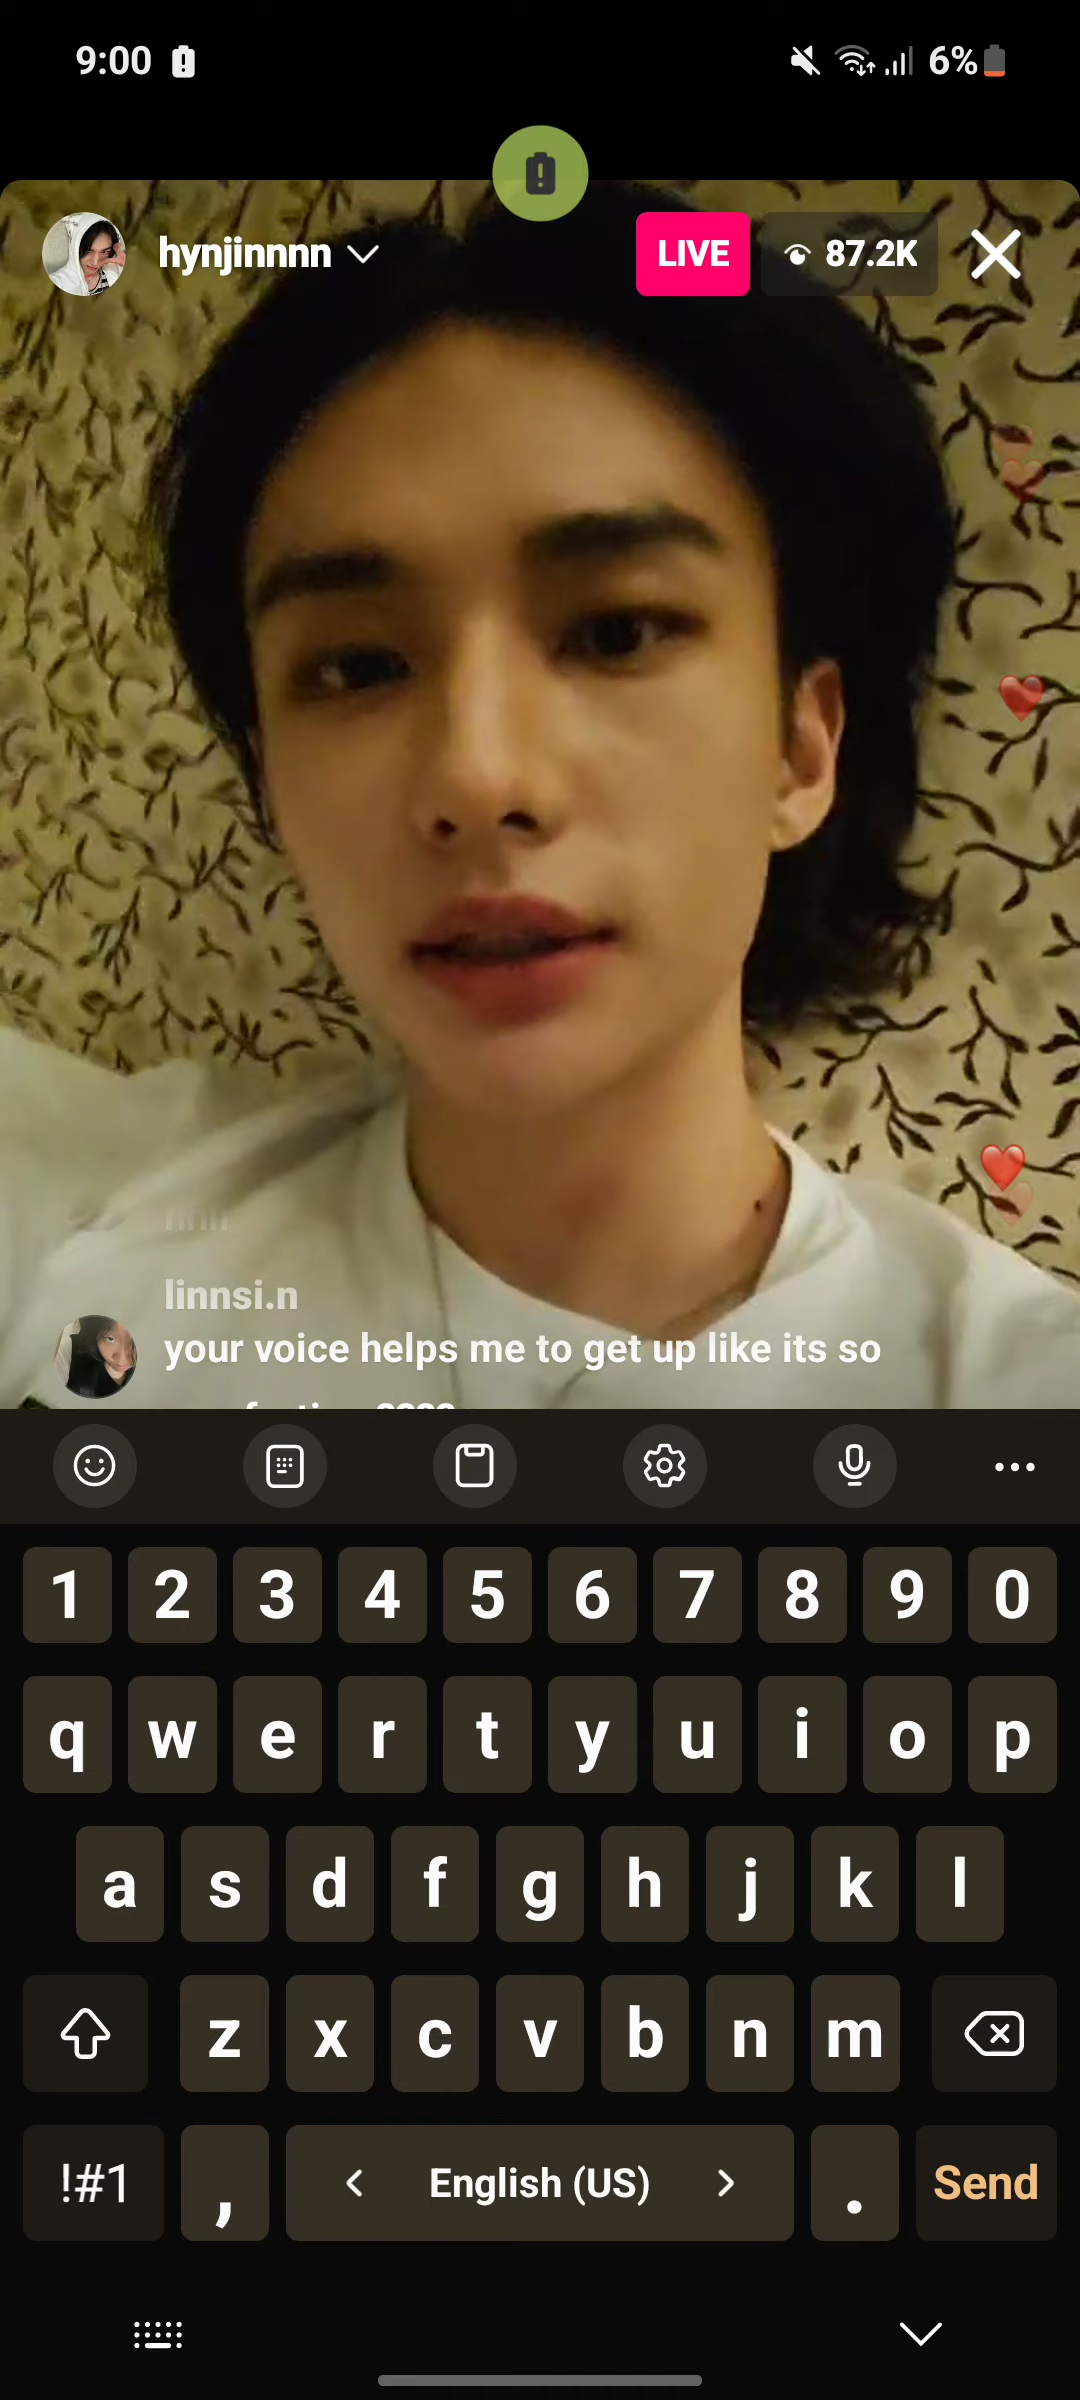 9:00 6%
hynjinnnn LIVE 87.2K
linnsi.n
your voice helps me to get up like its so
1 2 3 4 5 6 7 8 9 0
q w e r t y u i o p
a s d f g h j k l
z x c v b n m
!#1 , English (US) . Send